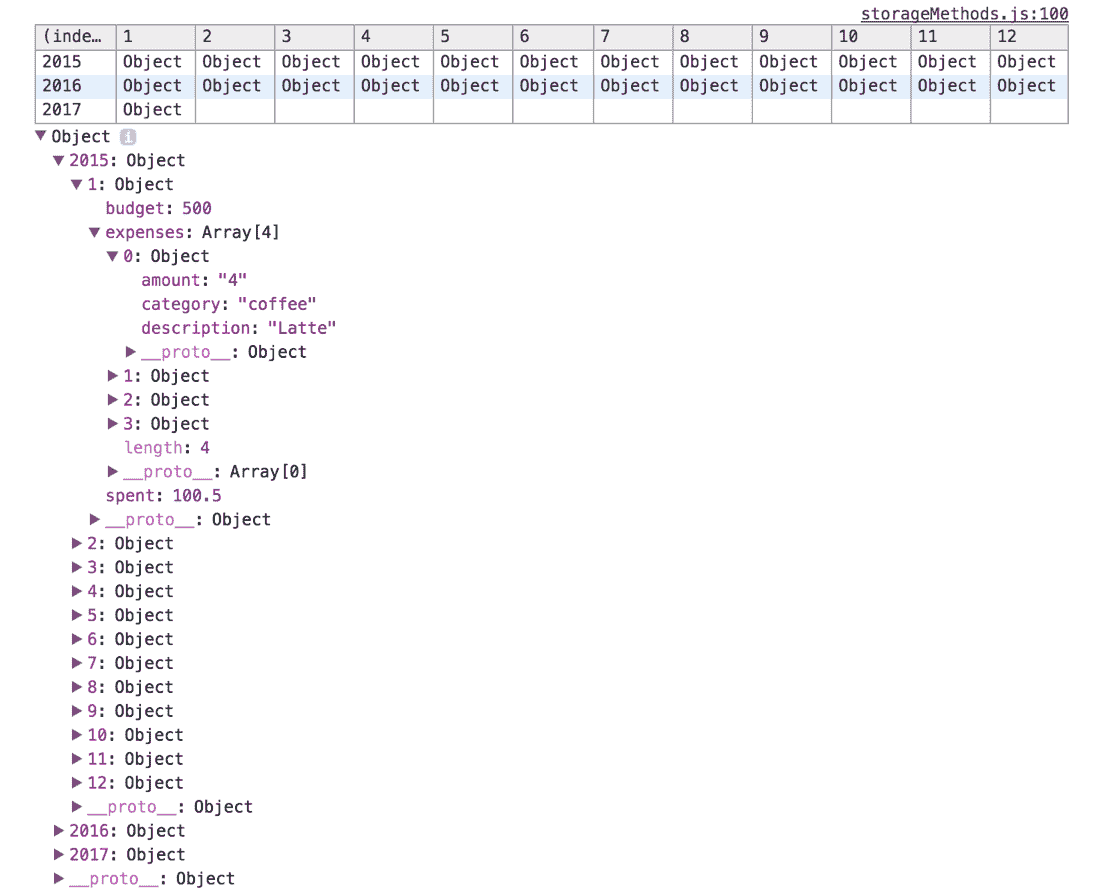 storageMethods.js:100
(inde… 1 2 3 4 5 6 7 8 9 10 11 12
2015 Object Object Object Object Object Object Object Object Object Object Object Object
2016 Object Object Object Object Object Object Object Object Object Object Object Object
2017 Object
▼ Object i
▼ 2015: Object
▼ 1: Object
budget: 500
▼ expenses: Array[4]
▼ 0: Object
amount: "4"
category: "coffee"
description: "Latte"
▶ __proto__: Object
▶ 1: Object
▶ 2: Object
▶ 3: Object
length: 4
▶ __proto__: Array[0]
spent: 100.5
▶ __proto__: Object
▶ 2: Object
▶ 3: Object
▶ 4: Object
▶ 5: Object
▶ 6: Object
▶ 7: Object
▶ 8: Object
▶ 9: Object
▶ 10: Object
▶ 11: Object
▶ 12: Object
▶ __proto__: Object
▶ 2016: Object
▶ 2017: Object
▶ __proto__: Object